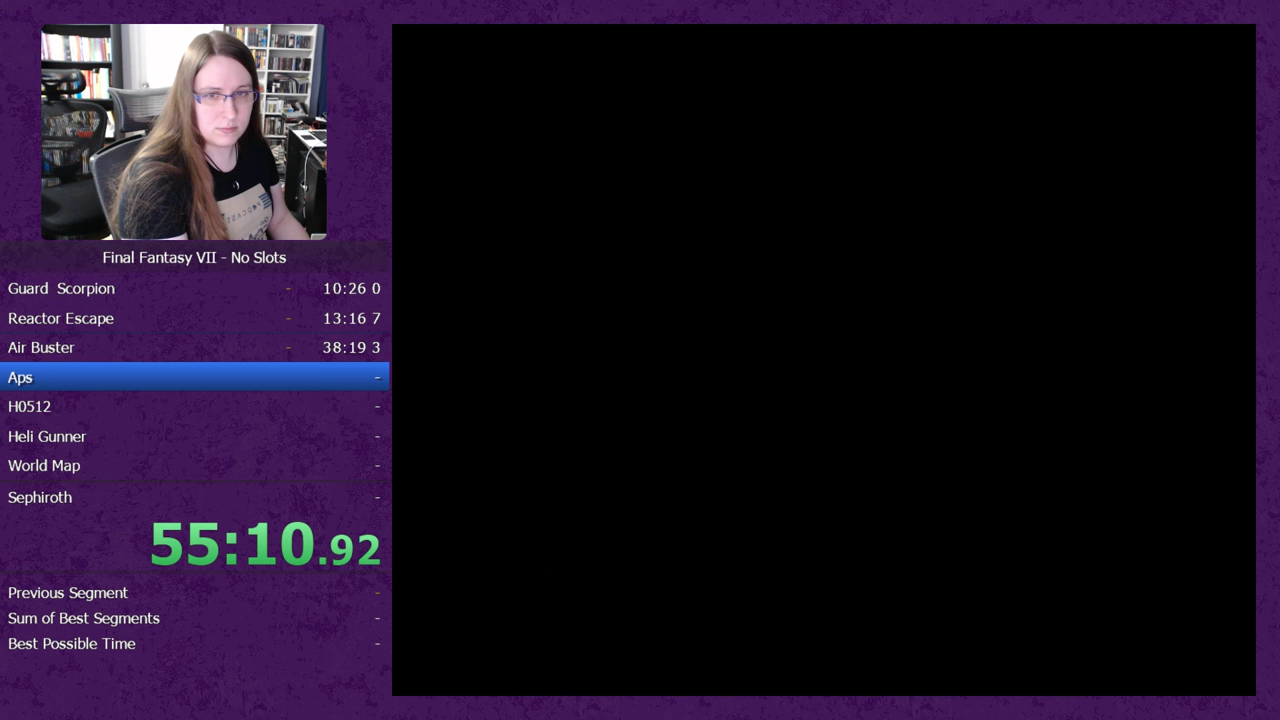 PODCAST
Final Fantasy VII - No Slots
Guard Scorpion - 10:26 0
Reactor Escape - 13:16 7
Air Buster - 38:19 3
Aps -
H0512 -
Heli Gunner -
World Map -
Sephiroth -
55:10.92
Previous Segment -
Sum of Best Segments -
Best Possible Time -